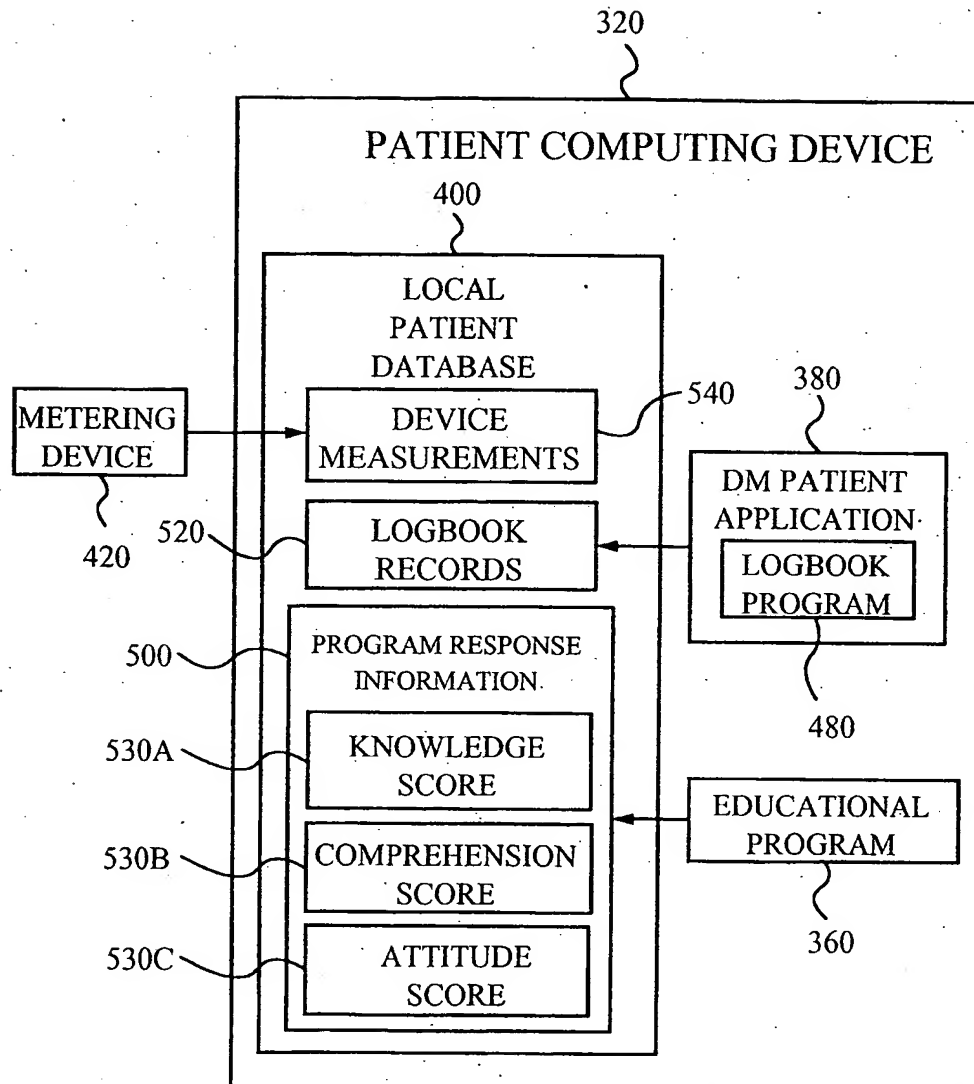 320
PATIENT COMPUTING DEVICE
400
LOCAL
PATIENT
DATABASE
METERING
DEVICE
420
DEVICE
MEASUREMENTS
540
380
DM PATIENT
APPLICATION
LOGBOOK
PROGRAM
480
520
LOGBOOK
RECORDS
500
PROGRAM RESPONSE
INFORMATION
530A
KNOWLEDGE
SCORE
530B
COMPREHENSION
SCORE
530C
ATTITUDE
SCORE
EDUCATIONAL
PROGRAM
360